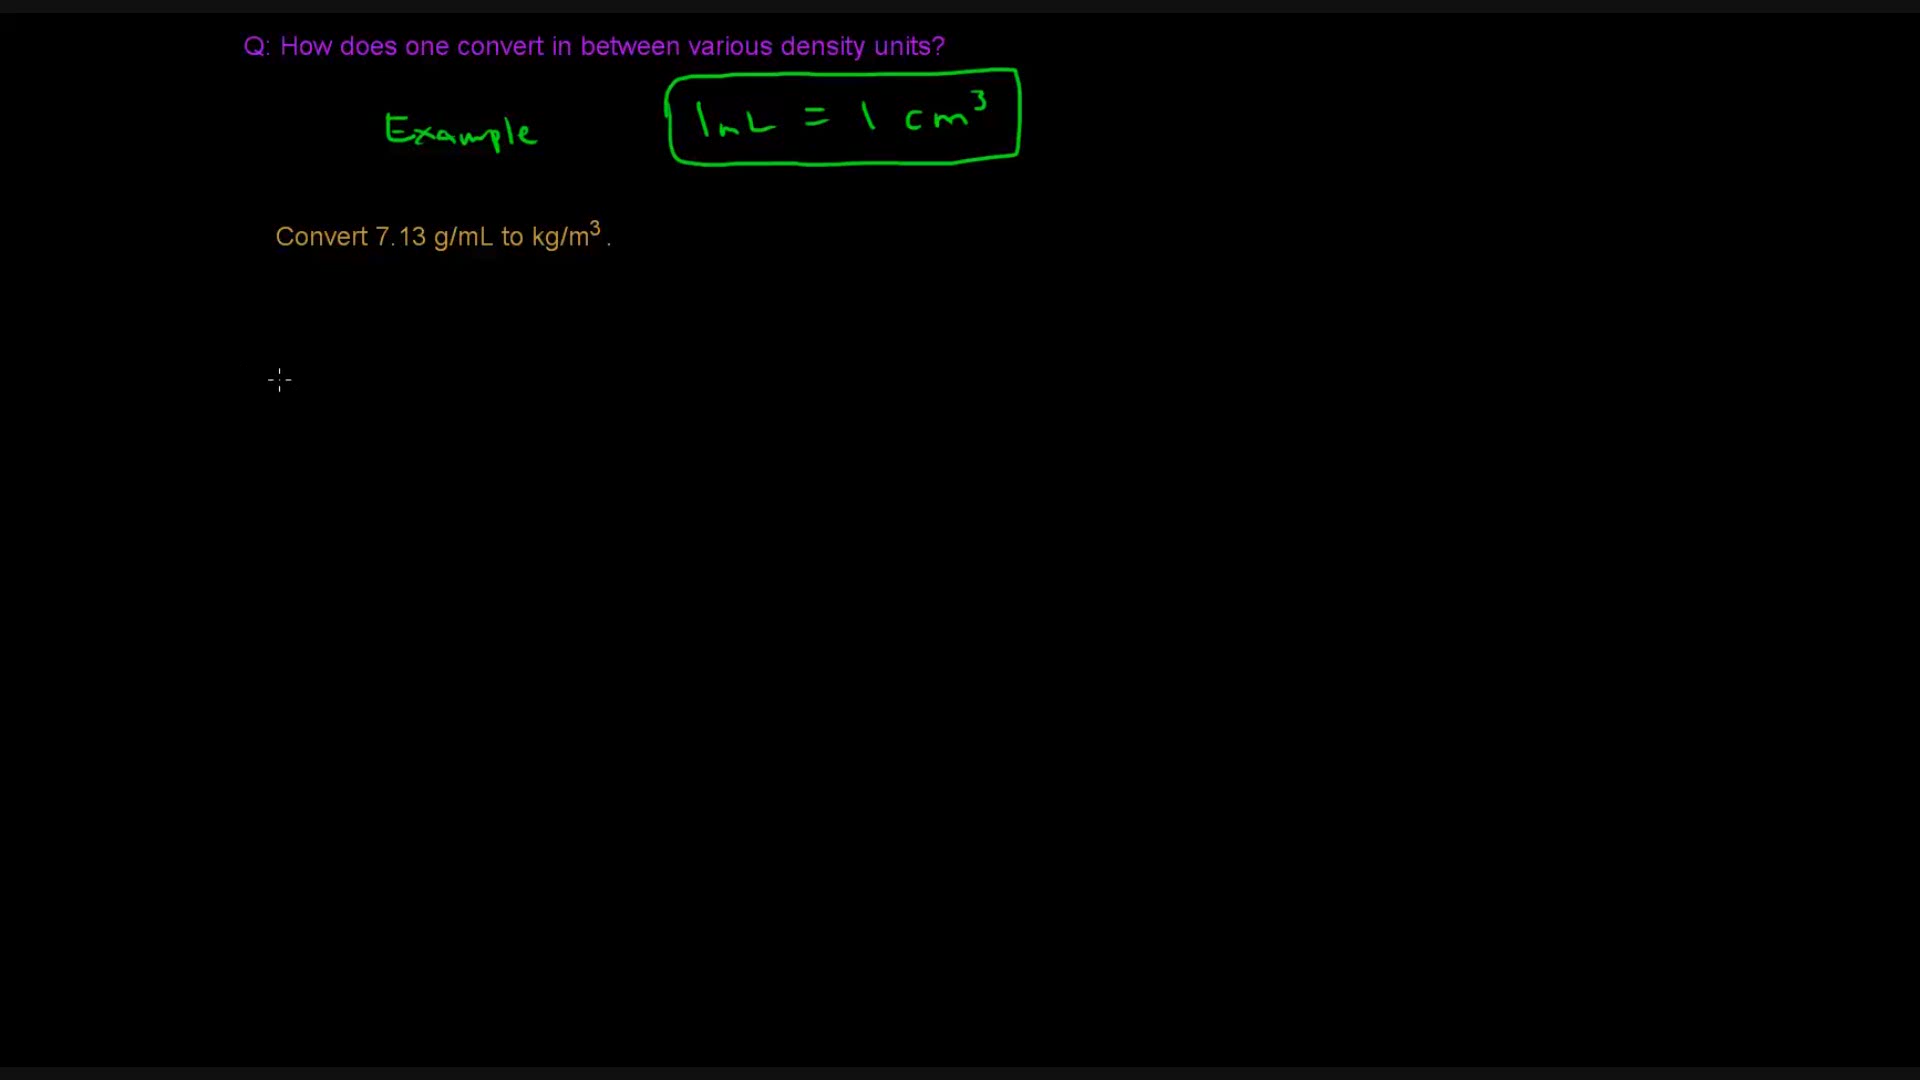 Q: How does one convert in between various density units?
Example
1mL = 1 cm³
Convert 7.13 g/mL to kg/m³.